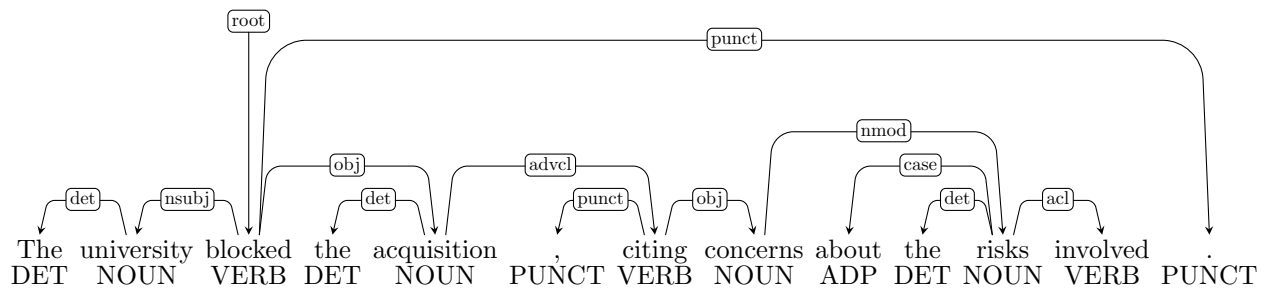 root
punct
nmod
obj advcl case
det nsubj det punct obj det acl
The university blocked the acquisition , citing concerns about the risks involved .
DET NOUN VERB DET NOUN PUNCT VERB NOUN ADP DET NOUN VERB PUNCT